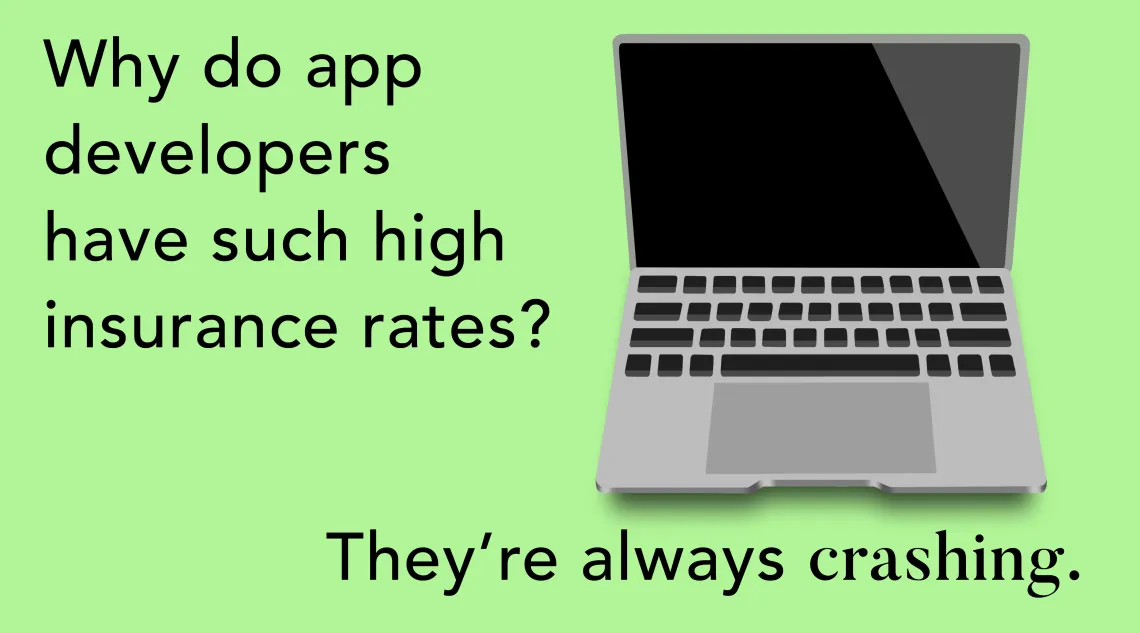 Why do app
developers
have such high
insurance rates?
They’re always crashing.